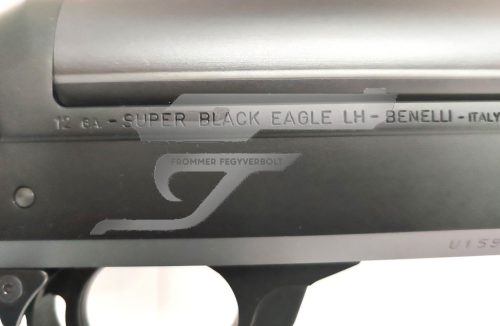 12 GA. - SUPER BLACK EAGLE LH - BENELLI - ITALY
FROMMER FEGYVERBOLT